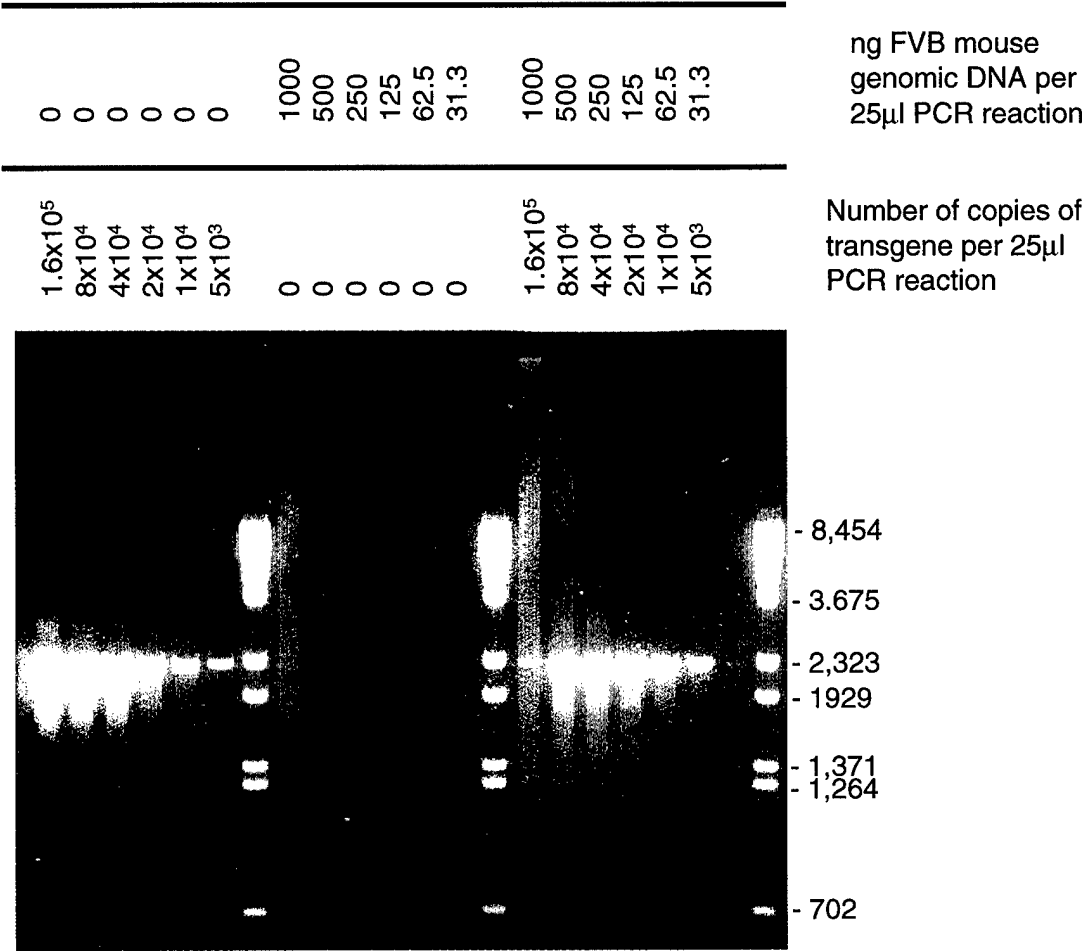 0 0 0 0 0 0 1000 500 250 125 62.5 31.3 1000 500 250 125 62.5 31.3
ng FVB mouse
genomic DNA per
25µl PCR reaction
1.6x10⁵ 8x10⁴ 4x10⁴ 2x10⁴ 1x10⁴ 5x10³ 0 0 0 0 0 0 1.6x10⁵ 8x10⁴ 4x10⁴ 2x10⁴ 1x10⁴ 5x10³
Number of copies of
transgene per 25µl
PCR reaction
- 8,454
- 3.675
- 2,323
- 1929
- 1,371
- 1,264
- 702